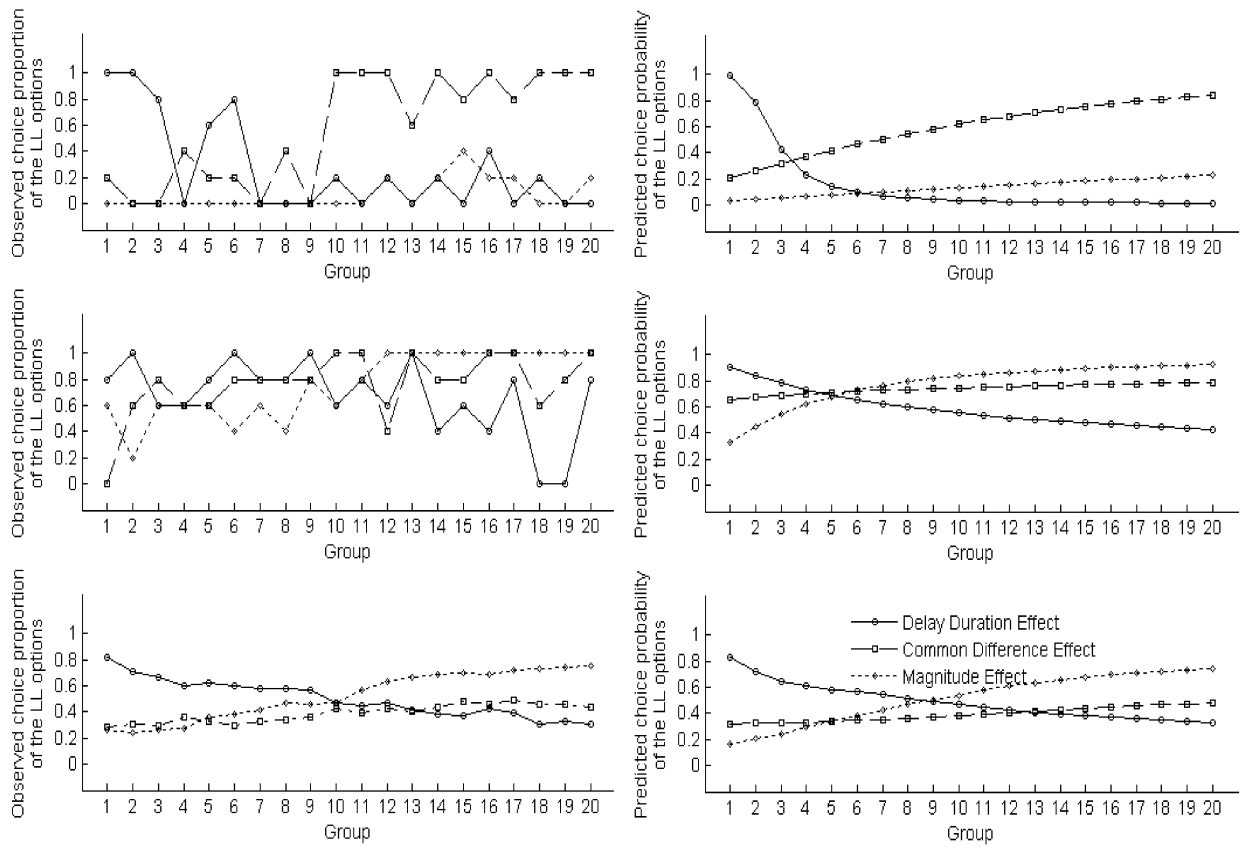 Observed choice proportion
of the LL options
1
0.8
0.6
0.4
0.2
0
1 2 3 4 5 6 7 8 9 10 11 12 13 14 15 16 17 18 19 20
Group
Predicted choice probability
of the LL options
1
0.8
0.6
0.4
0.2
0
1 2 3 4 5 6 7 8 9 10 11 12 13 14 15 16 17 18 19 20
Group
Observed choice proportion
of the LL options
1
0.8
0.6
0.4
0.2
0
1 2 3 4 5 6 7 8 9 10 11 12 13 14 15 16 17 18 19 20
Group
Predicted choice probability
of the LL options
1
0.8
0.6
0.4
0.2
0
1 2 3 4 5 6 7 8 9 10 11 12 13 14 15 16 17 18 19 20
Group
Observed choice proportion
of the LL options
1
0.8
0.6
0.4
0.2
0
1 2 3 4 5 6 7 8 9 10 11 12 13 14 15 16 17 18 19 20
Group
Predicted choice probability
of the LL options
1
0.8
0.6
0.4
0.2
0
Delay Duration Effect
Common Difference Effect
Magnitude Effect
1 2 3 4 5 6 7 8 9 10 11 12 13 14 15 16 17 18 19 20
Group